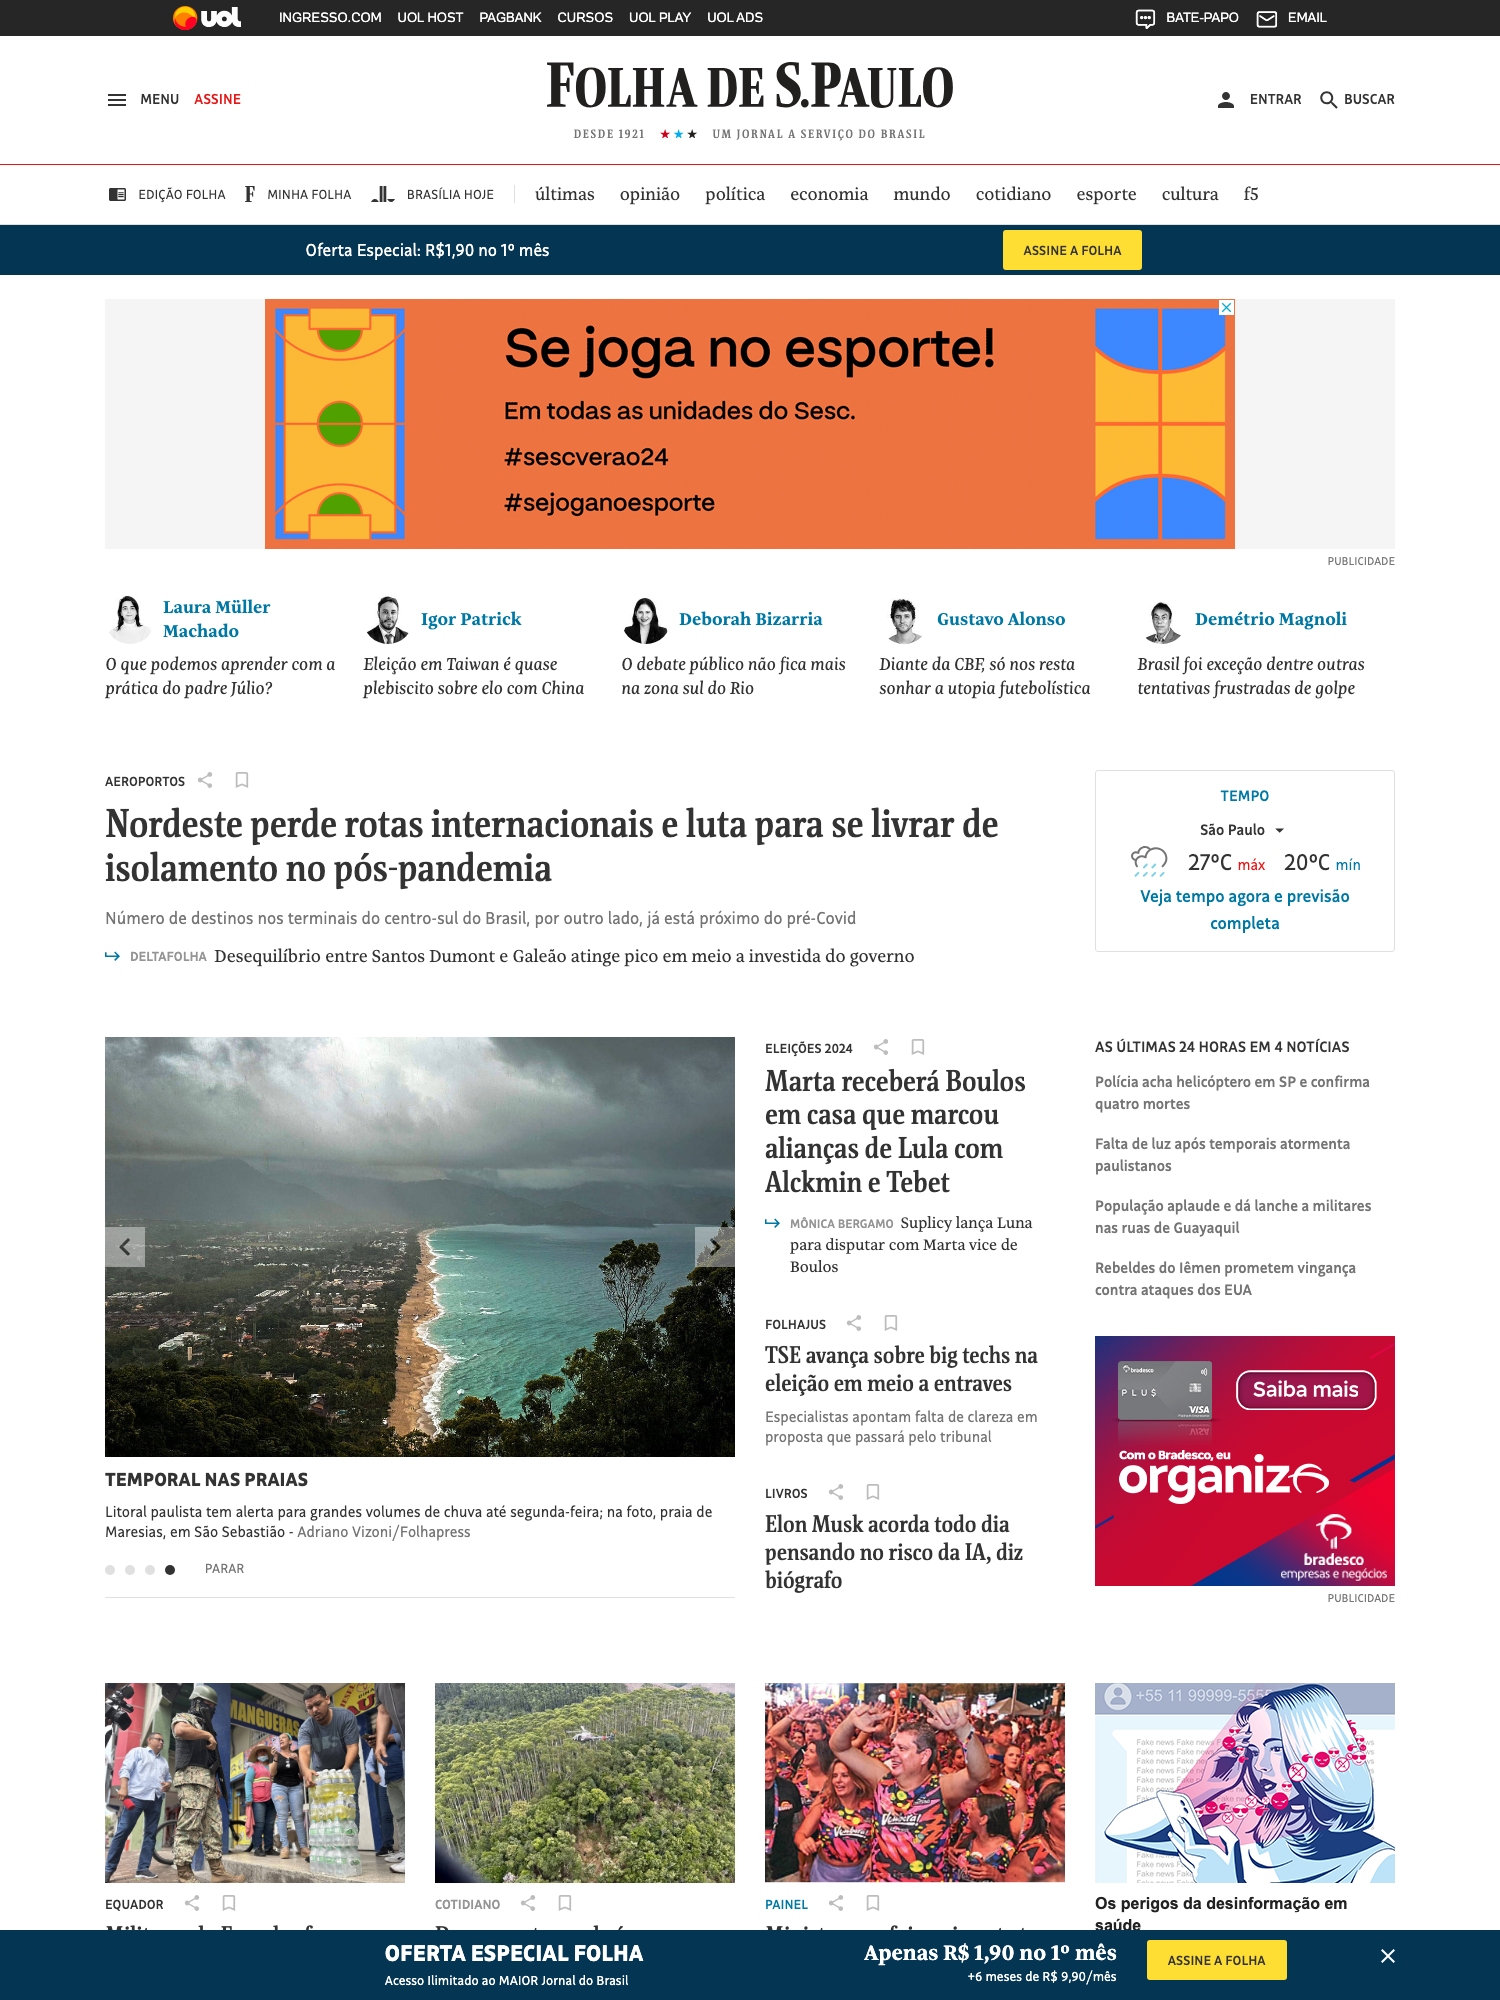 uol INGRESSO.COM UOL HOST PAGBANK CURSOS UOL PLAY UOL ADS BATE-PAPO EMAIL
MENU ASSINE
FOLHA DE S.PAULO
ENTRAR BUSCAR
DESDE 1921 ★★★ UM JORNAL A SERVIÇO DO BRASIL
EDIÇÃO FOLHA F MINHA FOLHA BRASÍLIA HOJE últimas opinião política economia mundo cotidiano esporte cultura f5
Oferta Especial: R$1,90 no 1º mês ASSINE A FOLHA
Se joga no esporte!
Em todas as unidades do Sesc.
#sescverao24
#sejoganoesporte
PUBLICIDADE
Laura Müller
Machado
O que podemos aprender com a
prática do padre Júlio?
Igor Patrick
Eleição em Taiwan é quase
plebiscito sobre elo com China
Deborah Bizarria
O debate público não fica mais
na zona sul do Rio
Gustavo Alonso
Diante da CBF, só nos resta
sonhar a utopia futebolística
Demétrio Magnoli
Brasil foi exceção dentre outras
tentativas frustradas de golpe
AEROPORTOS
Nordeste perde rotas internacionais e luta para se livrar de
isolamento no pós-pandemia
Número de destinos nos terminais do centro-sul do Brasil, por outro lado, já está próximo do pré-Covid
DELTAFOLHA Desequilíbrio entre Santos Dumont e Galeão atinge pico em meio a investida do governo
TEMPO
São Paulo
27ºC máx 20ºC mín
Veja tempo agora e previsão
completa
TEMPORAL NAS PRAIAS
Litoral paulista tem alerta para grandes volumes de chuva até segunda-feira; na foto, praia de
Maresias, em São Sebastião - Adriano Vizoni/Folhapress
PARAR
ELEIÇÕES 2024
Marta receberá Boulos
em casa que marcou
alianças de Lula com
Alckmin e Tebet
MÔNICA BERGAMO Suplicy lança Luna
para disputar com Marta vice de
Boulos
FOLHAJUS
TSE avança sobre big techs na
eleição em meio a entraves
Especialistas apontam falta de clareza em
proposta que passará pelo tribunal
LIVROS
Elon Musk acorda todo dia
pensando no risco da IA, diz
biógrafo
AS ÚLTIMAS 24 HORAS EM 4 NOTÍCIAS
Polícia acha helicóptero em SP e confirma
quatro mortes
Falta de luz após temporais atormenta
paulistanos
População aplaude e dá lanche a militares
nas ruas de Guayaquil
Rebeldes do Iêmen prometem vingança
contra ataques dos EUA
bradesco
PLU$
VISA
Saiba mais
Com o Bradesco, eu
organizo
bradesco
empresas e negócios
PUBLICIDADE
MANGUERAS
EQUADOR
COTIDIANO
PAINEL
+55 11 99999-5555
Fake news Fake news
Os perigos da desinformação em
saúde
OFERTA ESPECIAL FOLHA
Acesso Ilimitado ao MAIOR Jornal do Brasil
Apenas R$ 1,90 no 1º mês
+6 meses de R$ 9,90/mês
ASSINE A FOLHA